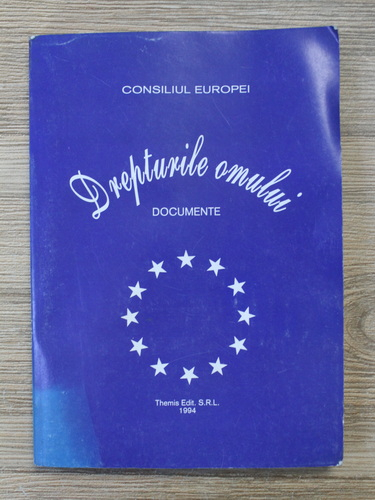 CONSILIUL EUROPEI
Drepturile omului
DOCUMENTE
Themis Edit. S.R.L.
1994